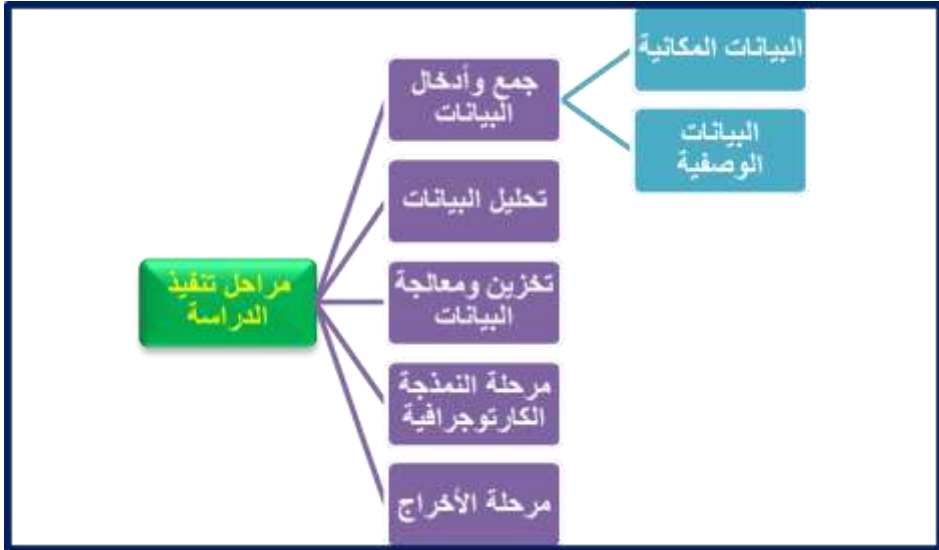 مراحل تنفيذ
الدراسة
جمع وأدخال
البيانات
البيانات المكانية
البيانات
الوصفية
تحليل البيانات
تخزين ومعالجة
البيانات
مرحلة النمذجة
الكارتوجرافية
مرحلة الأخراج